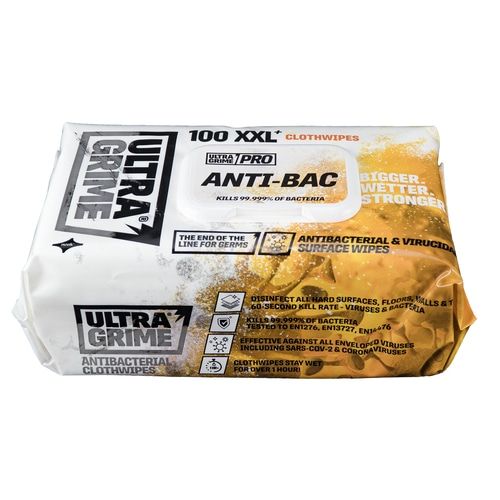 ULTRA
GRIME®
100 XXL+ CLOTHWIPES
ULTRA
GRIME PRO
ANTI-BAC
KILLS 99.999% OF BACTERIA
BIGGER.
WETTER.
STRONGER
THE END OF THE
LINE FOR GERMS
ANTIBACTERIAL & VIRUCIDA
SURFACE WIPES
ULTRA
GRIME
ANTIBACTERIAL
CLOTHWIPES
DISINFECT ALL HARD SURFACES, FLOORS, WALLS & T
60-SECOND KILL RATE - VIRUSES & BACTERIA
KILLS 99.999% OF BACTERIA
TESTED TO EN1276, EN13727, EN14476
EFFECTIVE AGAINST ALL ENVELOPED VIRUSES
INCLUDING SARS-COV-2 & CORONAVIRUSES
CLOTHWIPES STAY WET
FOR OVER 1 HOUR!